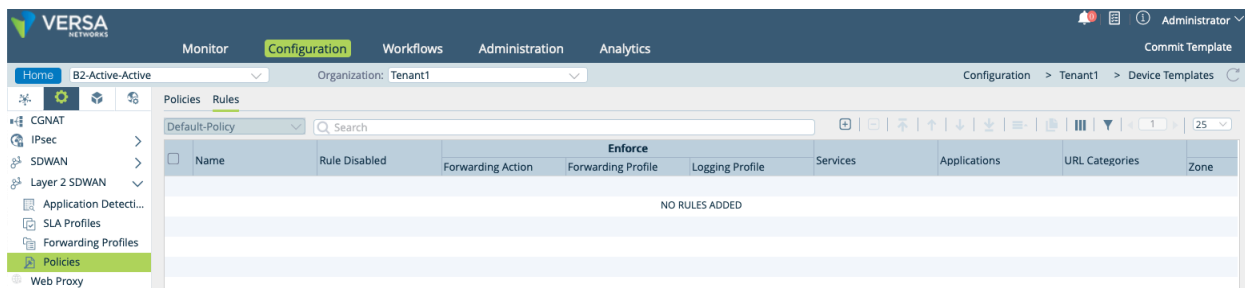 VERSA
NETWORKS
Administrator
Monitor Configuration Workflows Administration Analytics Commit Template
Home B2-Active-Active Organization: Tenant1 Configuration > Tenant1 > Device Templates
Policies Rules
CGNAT
Default-Policy Search 1 25
IPsec
Enforce
Name Rule Disabled Forwarding Action Forwarding Profile Logging Profile Services Applications URL Categories Zone
SDWAN
Layer 2 SDWAN
Application Detecti...
NO RULES ADDED
SLA Profiles
Forwarding Profiles
Policies
Web Proxy